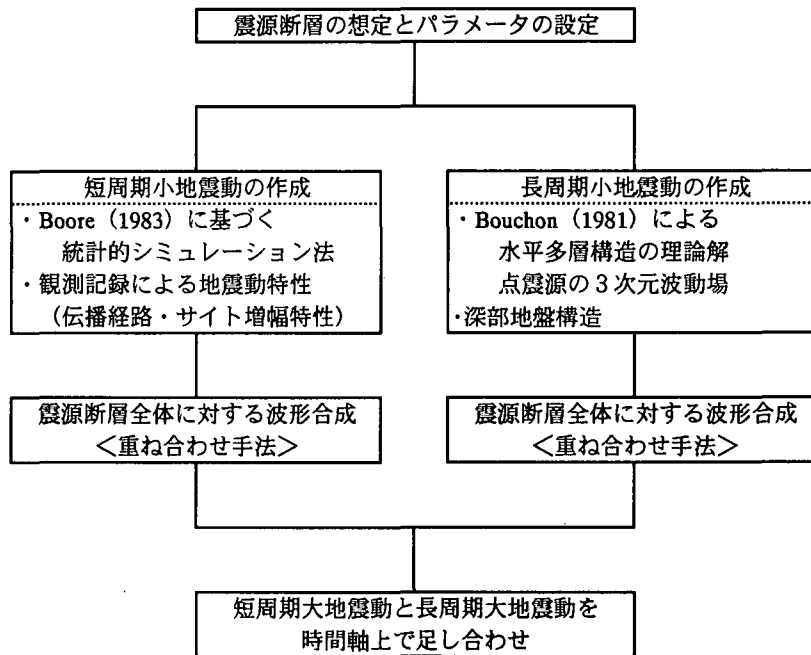 震源断層の想定とパラメータの設定
短周期小地震動の作成
・Boore（1983）に基づく
統計的シミュレーション法
・観測記録による地震動特性
（伝播経路・サイト増幅特性）
長周期小地震動の作成
・Bouchon（1981）による
水平多層構造の理論解
点震源の３次元波動場
・深部地盤構造
震源断層全体に対する波形合成
＜重ね合わせ手法＞
震源断層全体に対する波形合成
＜重ね合わせ手法＞
短周期大地震動と長周期大地震動を
時間軸上で足し合わせ